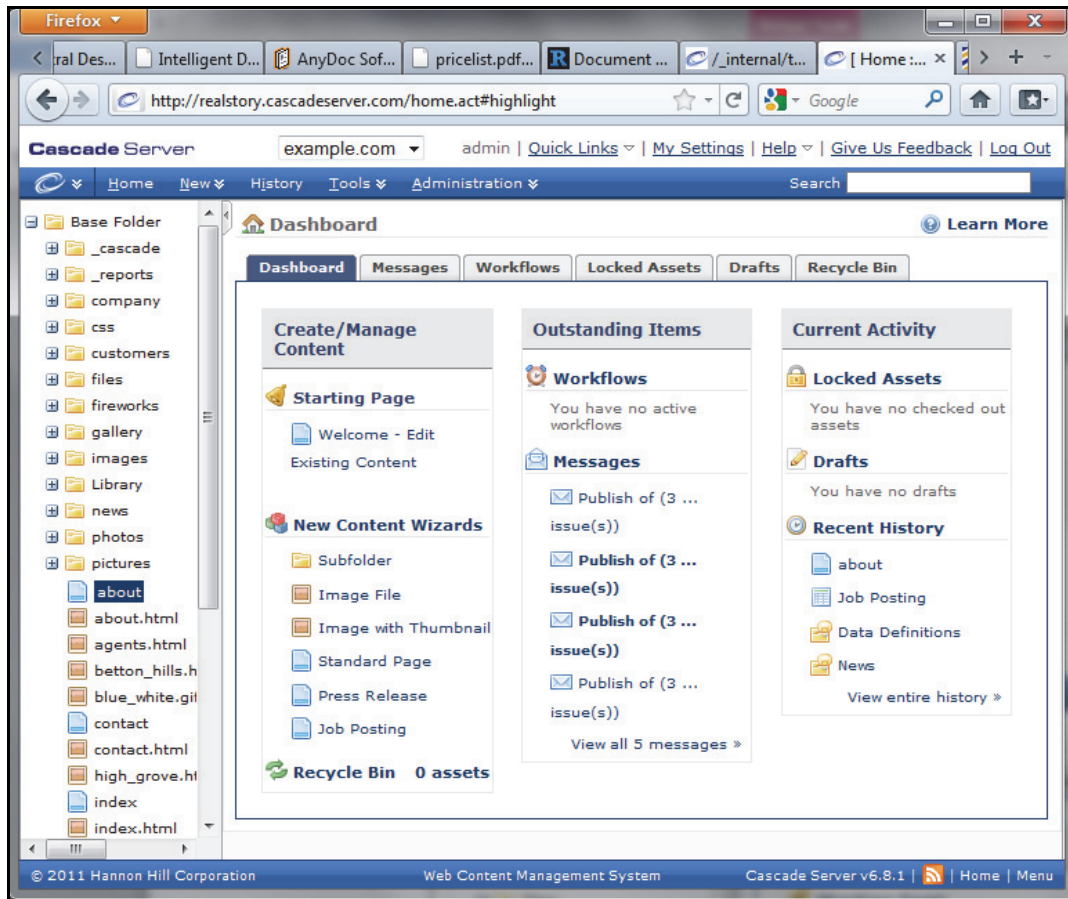 Firefox
tral Des...
Intelligent D...
AnyDoc Sof...
pricelist.pdf...
Document ...
/_internal/t...
[ Home :...
http://realstory.cascadeserver.com/home.act#highlight
Google
Cascade Server
example.com
admin | Quick Links | My Settings | Help | Give Us Feedback | Log Out
Home New History Tools Administration Search
Base Folder
_cascade
_reports
company
css
customers
files
fireworks
gallery
images
Library
news
photos
pictures
about
about.html
agents.html
betton_hills.h
blue_white.gif
contact
contact.html
high_grove.ht
index
index.html
Dashboard
Learn More
Dashboard Messages Workflows Locked Assets Drafts Recycle Bin
Create/Manage
Content
Starting Page
Welcome - Edit
Existing Content
New Content Wizards
Subfolder
Image File
Image with Thumbnail
Standard Page
Press Release
Job Posting
Recycle Bin 0 assets
Outstanding Items
Workflows
You have no active
workflows
Messages
Publish of (3 ...
issue(s))
Publish of (3 ...
issue(s))
Publish of (3 ...
issue(s))
Publish of (3 ...
issue(s))
View all 5 messages »
Current Activity
Locked Assets
You have no checked out
assets
Drafts
You have no drafts
Recent History
about
Job Posting
Data Definitions
News
View entire history »
© 2011 Hannon Hill Corporation
Web Content Management System
Cascade Server v6.8.1 | | Home | Menu